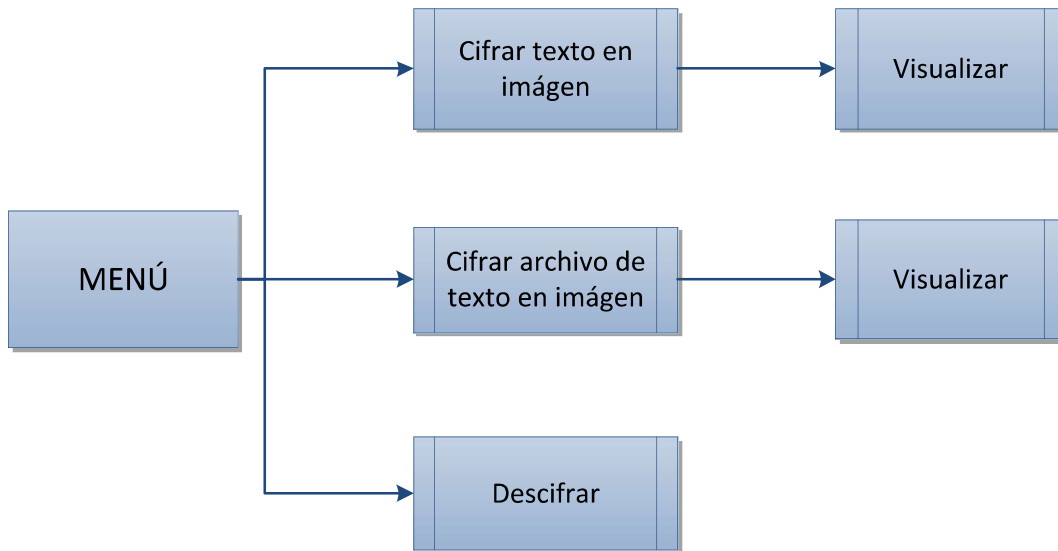 Cifrar texto en
imágen
Visualizar
MENÚ
Cifrar archivo de
texto en imágen
Visualizar
Descifrar